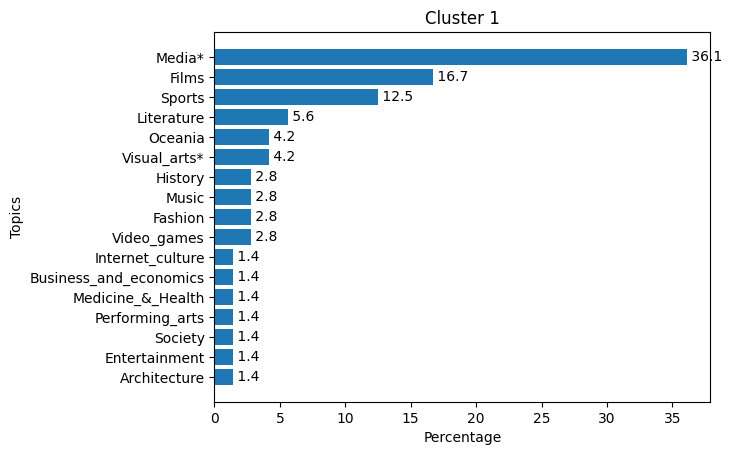 Cluster 1
Topics
Media* 36.1
Films 16.7
Sports 12.5
Literature 5.6
Oceania 4.2
Visual_arts* 4.2
History 2.8
Music 2.8
Fashion 2.8
Video_games 2.8
Internet_culture 1.4
Business_and_economics 1.4
Medicine_&_Health 1.4
Performing_arts 1.4
Society 1.4
Entertainment 1.4
Architecture 1.4
0 5 10 15 20 25 30 35
Percentage